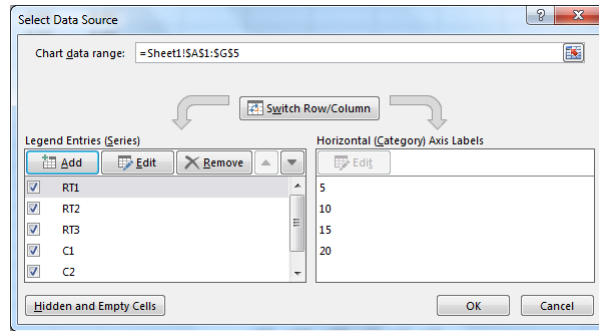 Select Data Source
Chart data range: =Sheet1!$A$1:$G$5
Switch Row/Column
Legend Entries (Series)
Add Edit Remove
RT1
RT2
RT3
C1
C2
Horizontal (Category) Axis Labels
Edit
5
10
15
20
Hidden and Empty Cells
OK Cancel